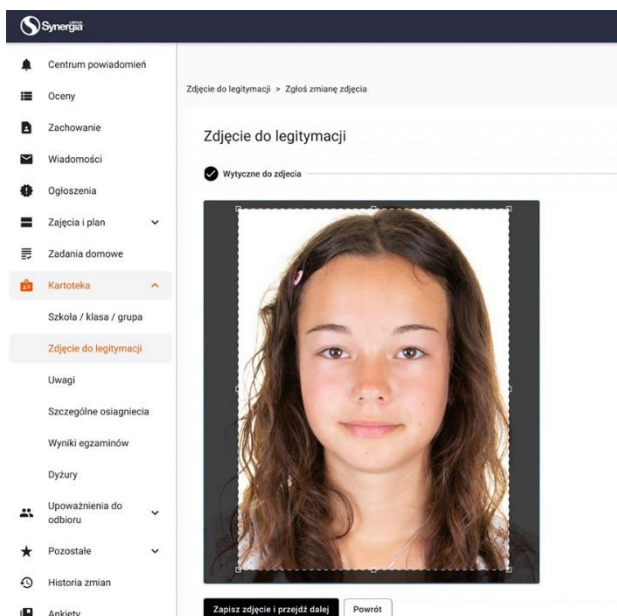 LIBRUS
Synergia
Centrum powiadomień
Oceny
Zachowanie
Wiadomości
Ogłoszenia
Zajęcia i plan
Zadania domowe
Kartoteka
Szkoła / klasa / grupa
Zdjęcie do legitymacji
Uwagi
Szczególne osiągniecia
Wyniki egzaminów
Dyżury
Upoważnienia do
odbioru
Pozostałe
Historia zmian
Ankiety
Zdjęcie do legitymacji > Zgłoś zmianę zdjęcia
Zdjęcie do legitymacji
Wytyczne do zdjecia
Zapisz zdjęcie i przejdź dalej
Powrót